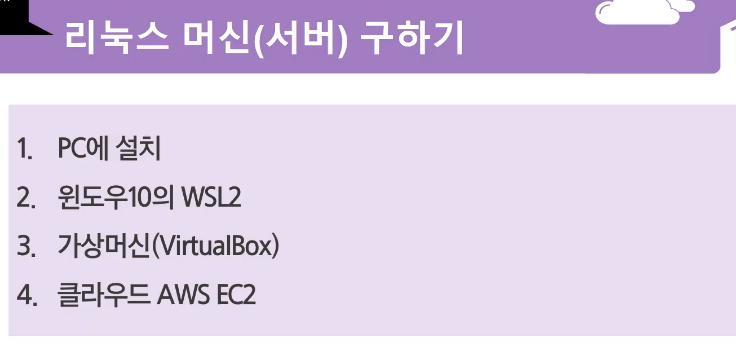 리눅스 머신(서버) 구하기
1. PC에 설치
2. 윈도우10의 WSL2
3. 가상머신(VirtualBox)
4. 클라우드 AWS EC2